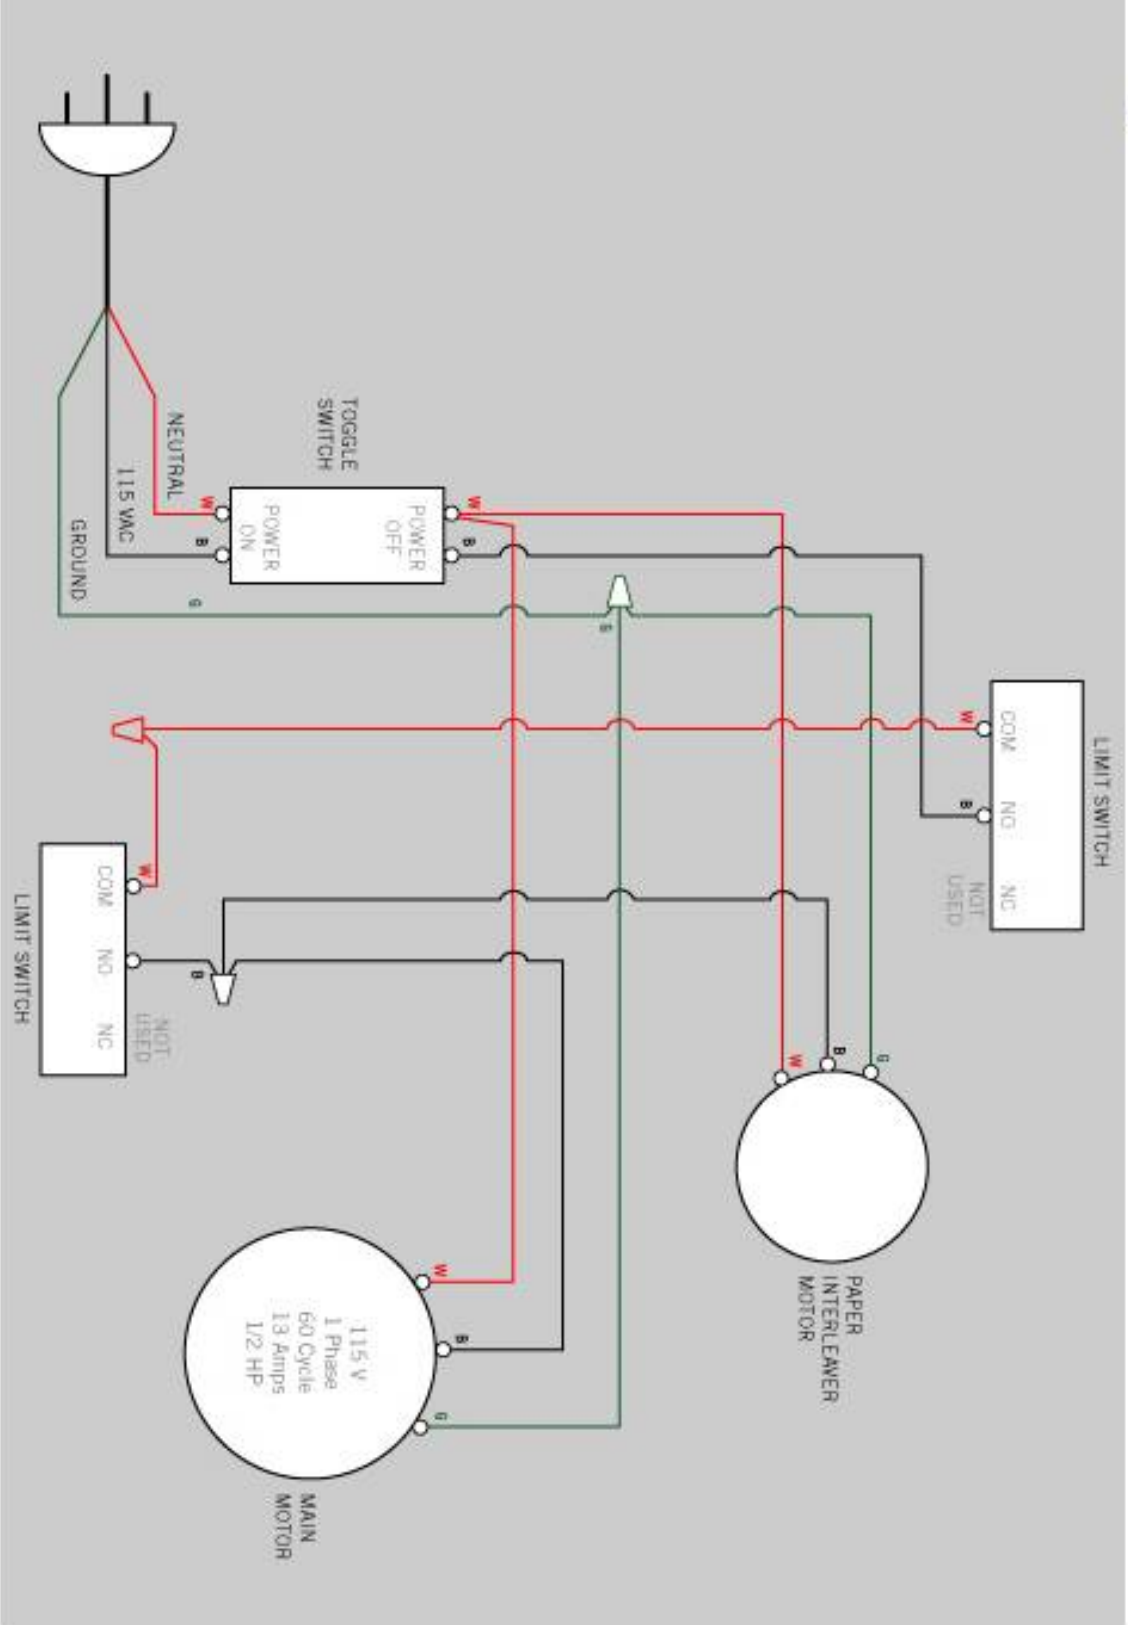 NEUTRAL
115 VAC
GROUND
TOGGLE
SWITCH
W
B
POWER
ON
POWER
OFF
W
B
G
G
LIMIT SWITCH
COM
NO
NC
W
B
NOT
USED
W
B
COM
NO
NC
NOT
USED
LIMIT SWITCH
G
B
W
PAPER
INTERLEAVER
MOTOR
W
B
G
115 V
1 Phase
60 Cycle
13 Amps
1/2 HP
MAIN
MOTOR